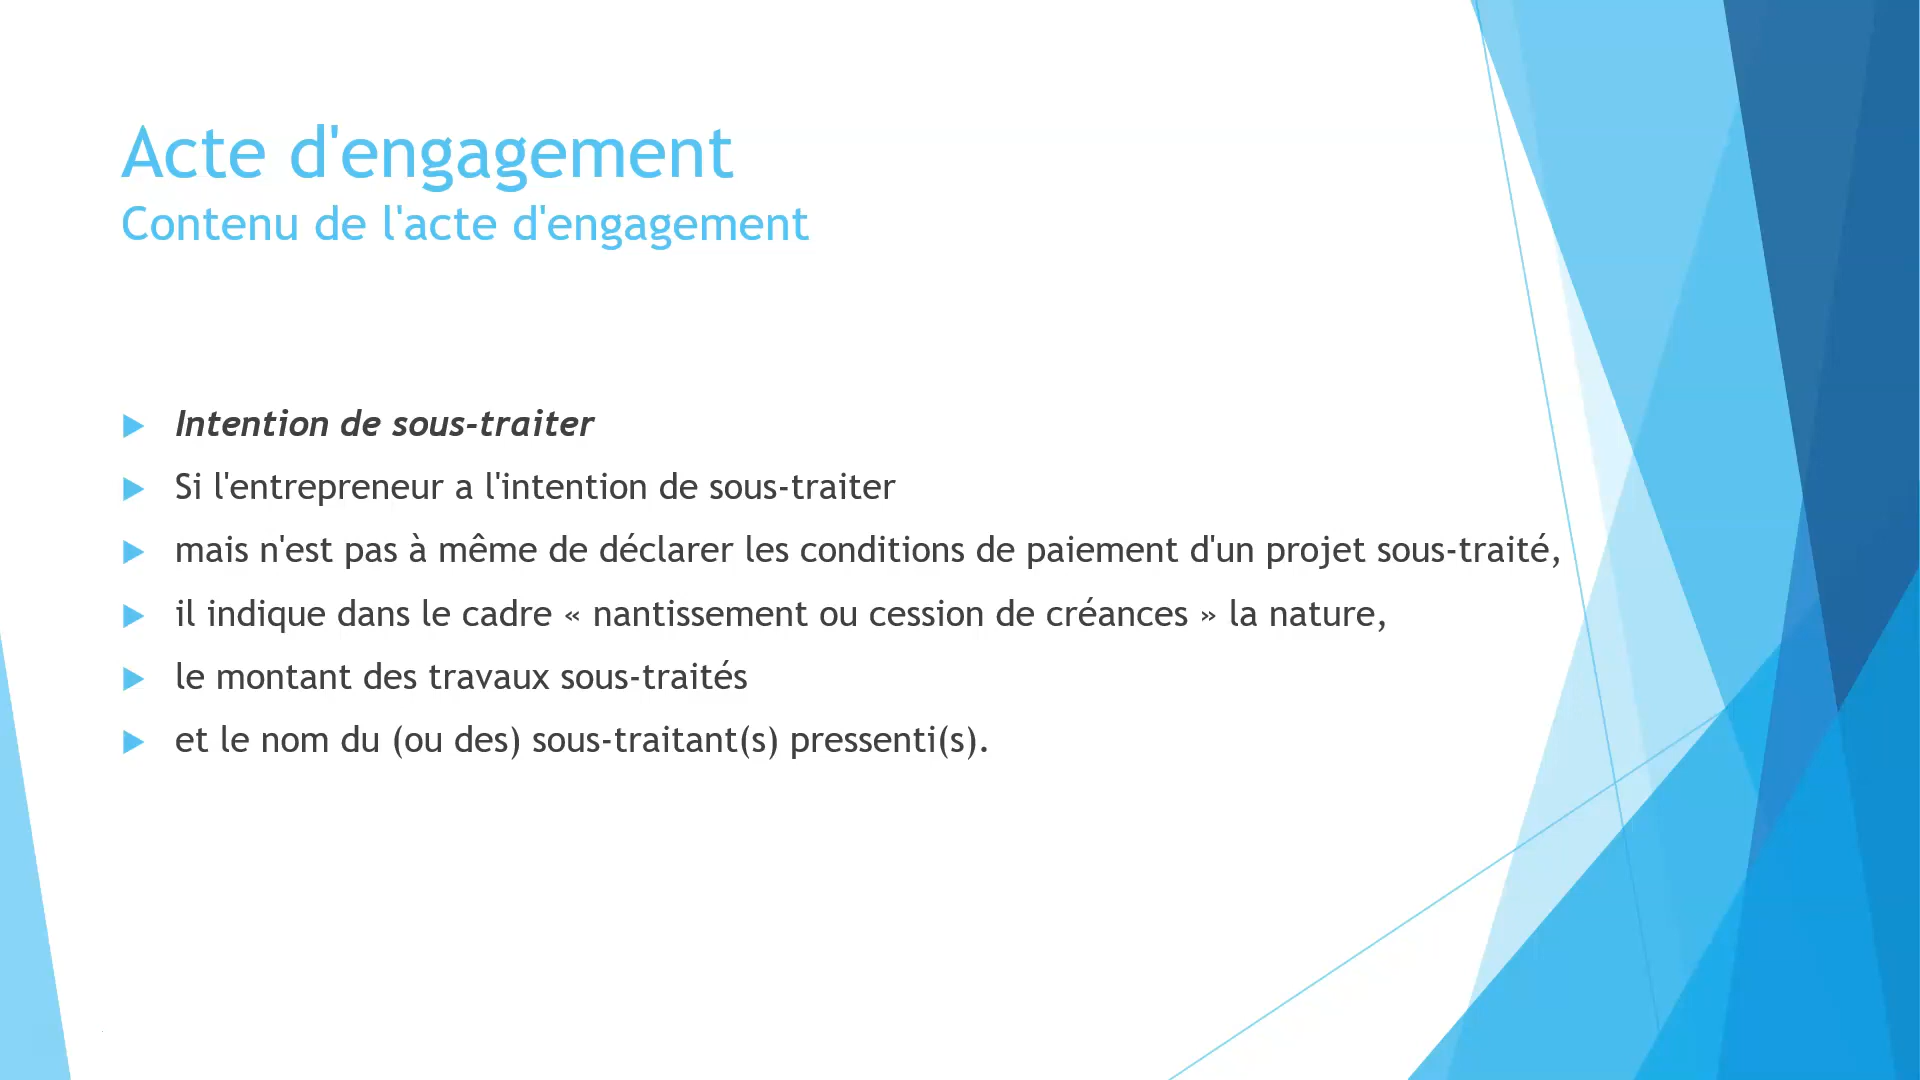 Acte d'engagement
Contenu de l'acte d'engagement
Intention de sous-traiter
Si l'entrepreneur a l'intention de sous-traiter
mais n'est pas à même de déclarer les conditions de paiement d'un projet sous-traité,
il indique dans le cadre « nantissement ou cession de créances » la nature,
le montant des travaux sous-traités
et le nom du (ou des) sous-traitant(s) pressenti(s).